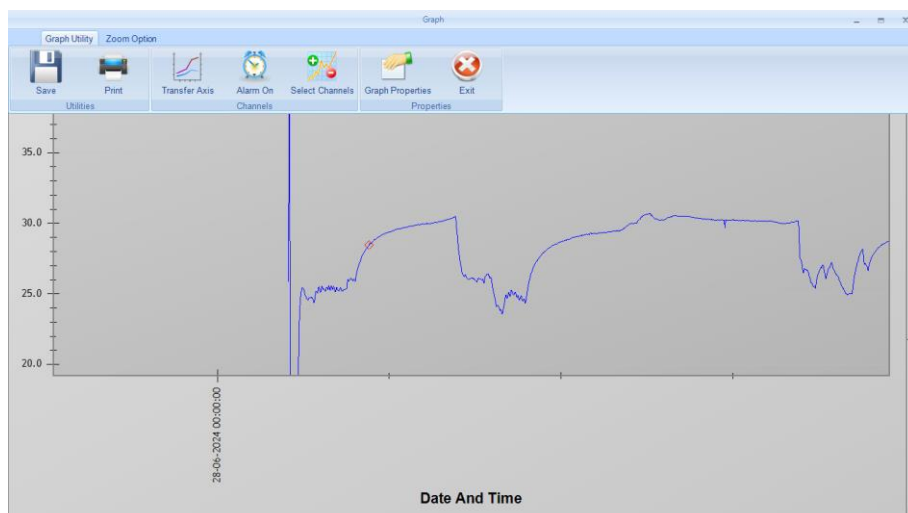 Graph
Graph Utility Zoom Option
Save Print Transfer Axis Alarm On Select Channels Graph Properties Exit
Utilities Channels Properties
35.0
30.0
25.0
20.0
28-06-2024 00:00:00
Date And Time